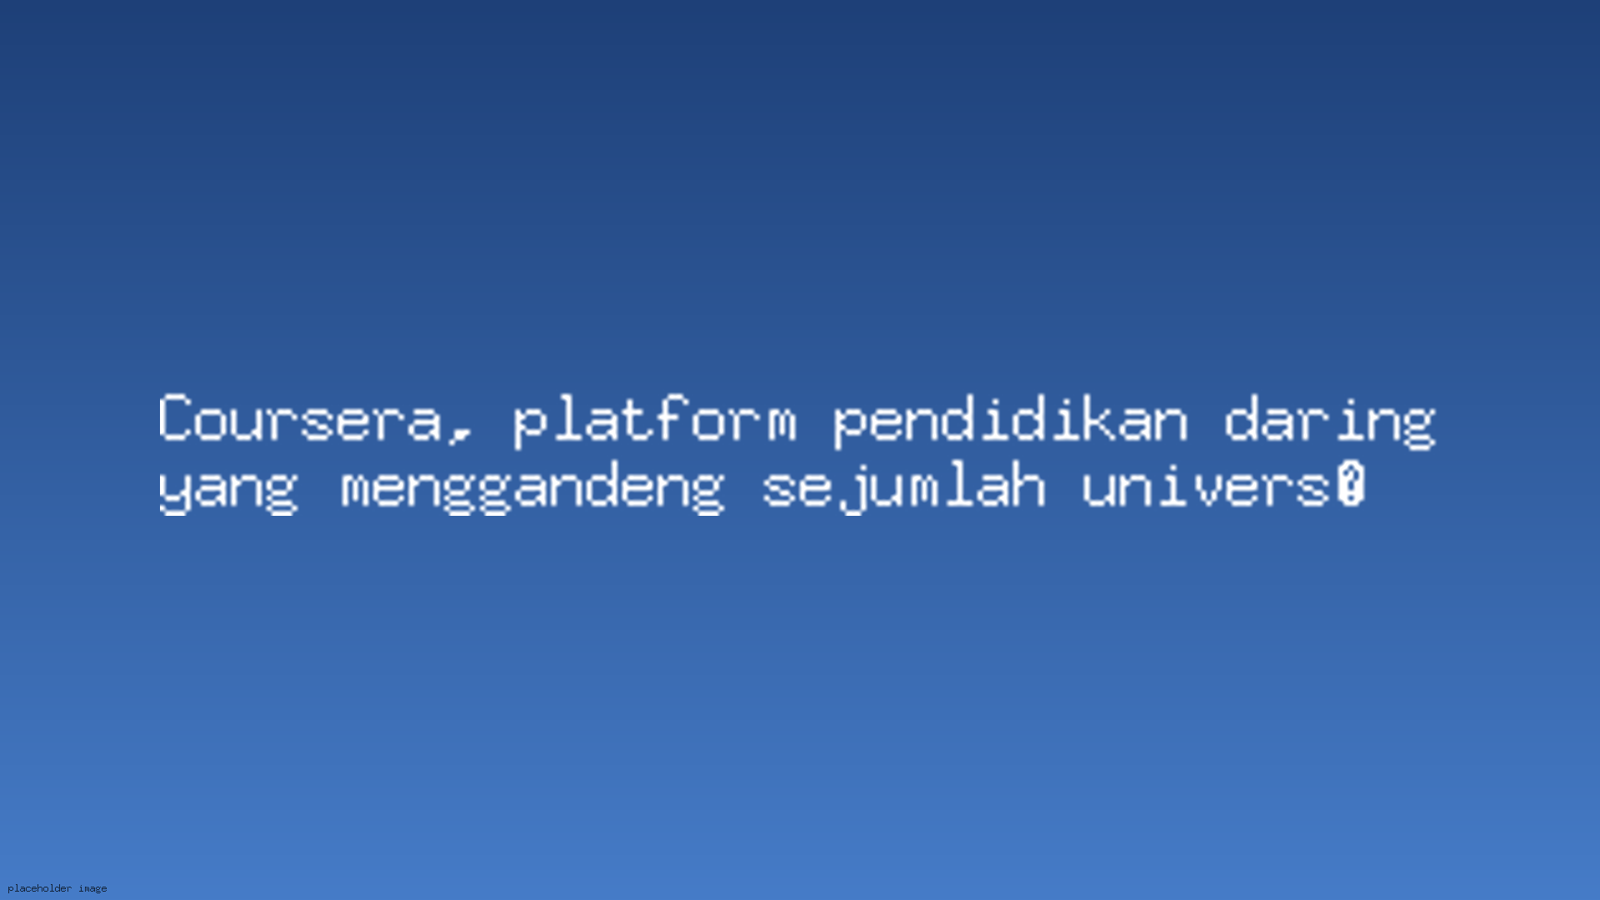 Coursera, platform pendidikan daring
yang menggandeng sejumlah univers�
placeholder image